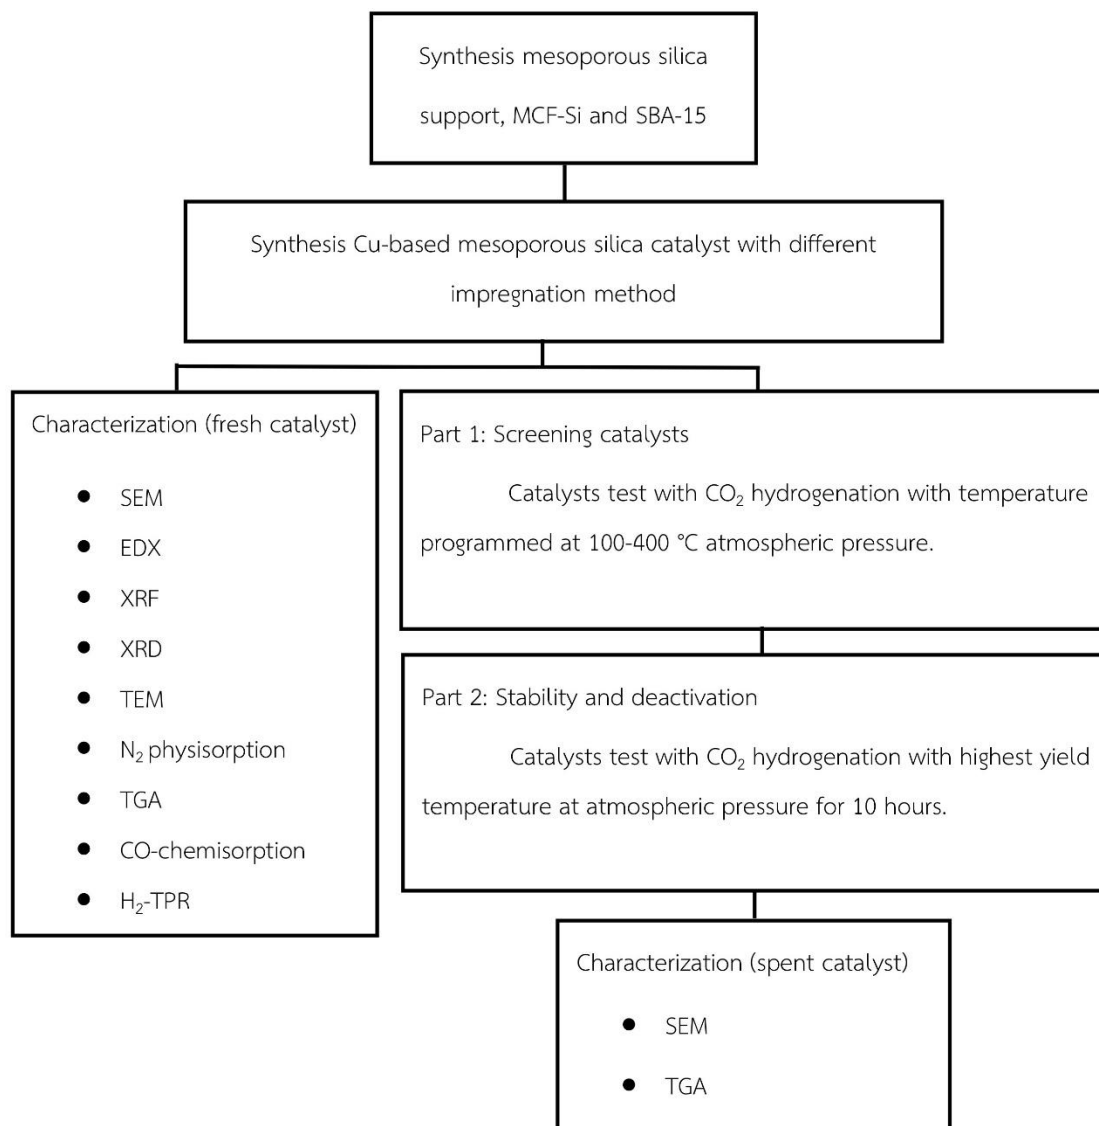 Synthesis mesoporous silica
support, MCF-Si and SBA-15
Synthesis Cu-based mesoporous silica catalyst with different
impregnation method
Characterization (fresh catalyst)
● SEM
● EDX
● XRF
● XRD
● TEM
● N₂ physisorption
● TGA
● CO-chemisorption
● H₂-TPR
Part 1: Screening catalysts
Catalysts test with CO₂ hydrogenation with temperature
programmed at 100-400 °C atmospheric pressure.
Part 2: Stability and deactivation
Catalysts test with CO₂ hydrogenation with highest yield
temperature at atmospheric pressure for 10 hours.
Characterization (spent catalyst)
● SEM
● TGA